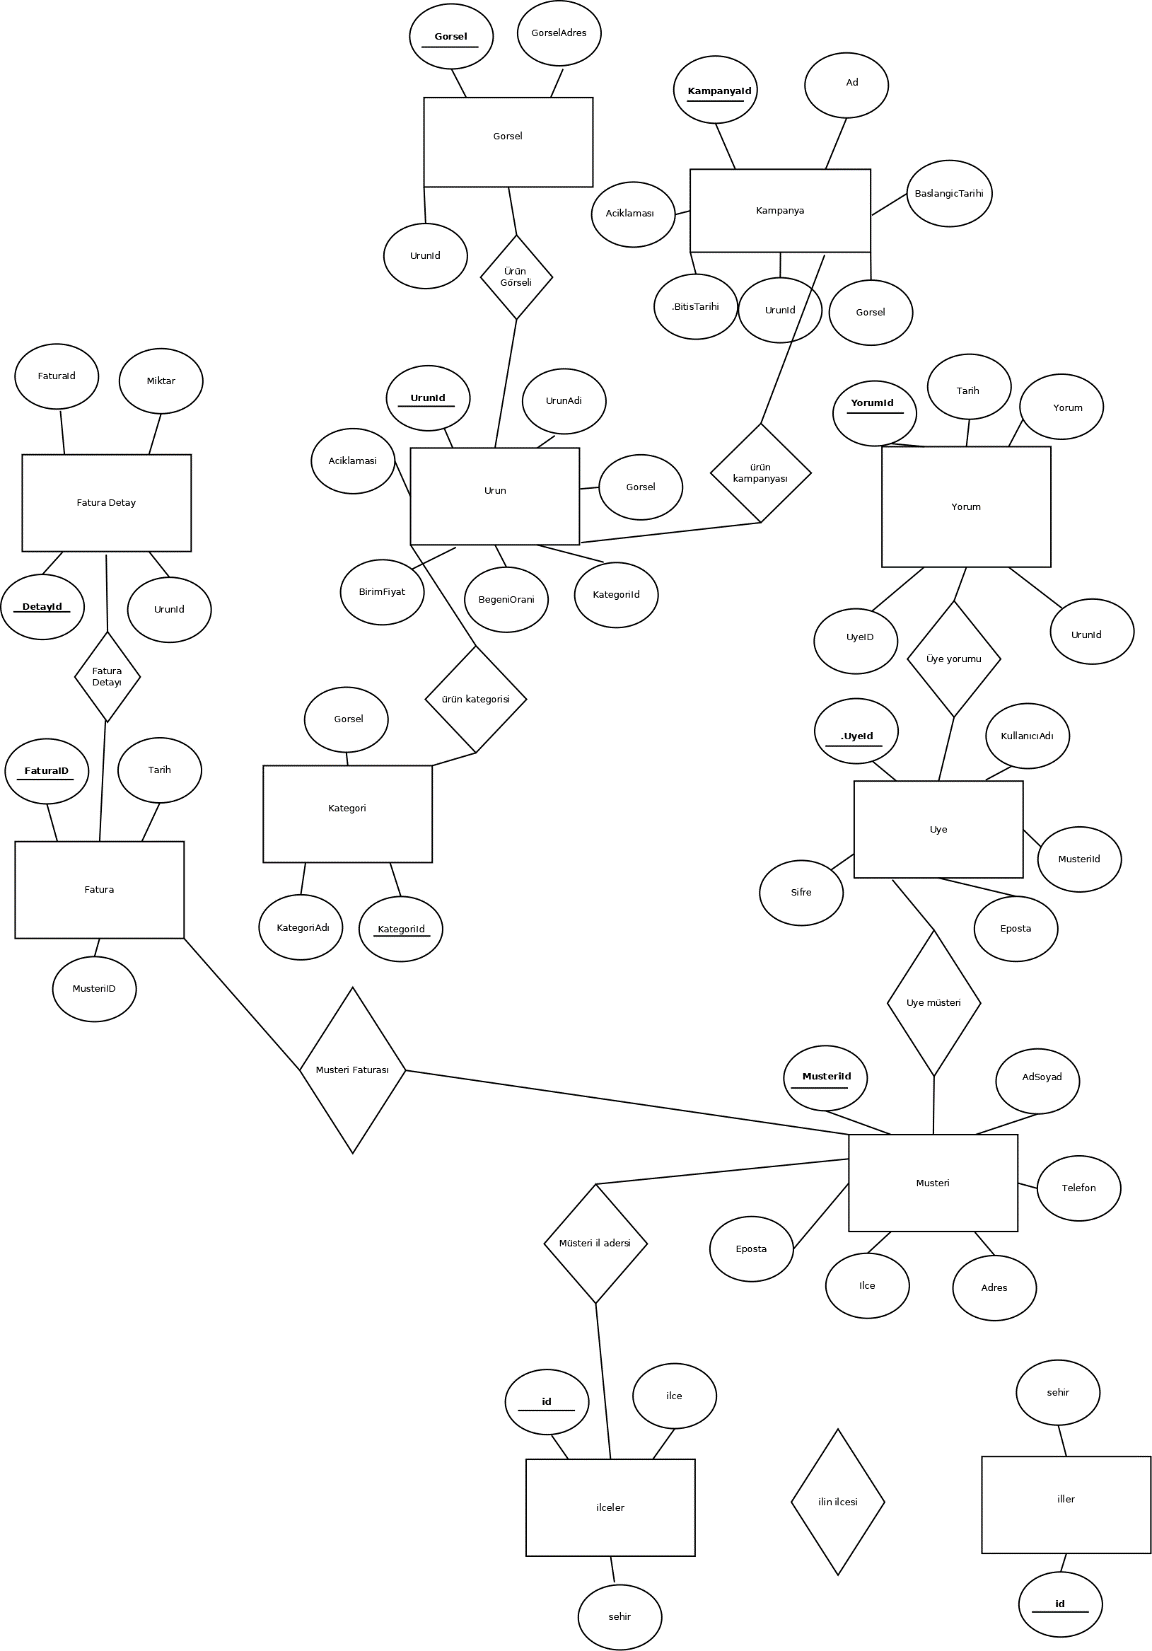 Gorsel
GorselAdres
Gorsel
UrunId
Ürün
Görseli
KampanyaId
Ad
BaslangicTarihi
Aciklaması
Kampanya
.BitisTarihi
UrunId
Gorsel
FaturaId
Miktar
Fatura Detay
DetayId
UrunId
Fatura
Detayı
UrunId
UrunAdi
Aciklamasi
Urun
Gorsel
BirimFiyat
BegeniOrani
KategoriId
ürün
kampanyası
YorumId
Tarih
Yorum
Yorum
UyeID
UrunId
Üye yorumu
ürün kategorisi
Gorsel
Kategori
KategoriAdı
KategoriId
FaturaID
Tarih
Fatura
MusteriID
.UyeId
KullanıcıAdı
Uye
MusteriId
Sifre
Eposta
Uye müsteri
Musteri Faturası
MusteriId
AdSoyad
Musteri
Telefon
Eposta
Ilce
Adres
Müsteri il adersi
id
ilce
ilceler
sehir
ilin ilcesi
sehir
iller
id